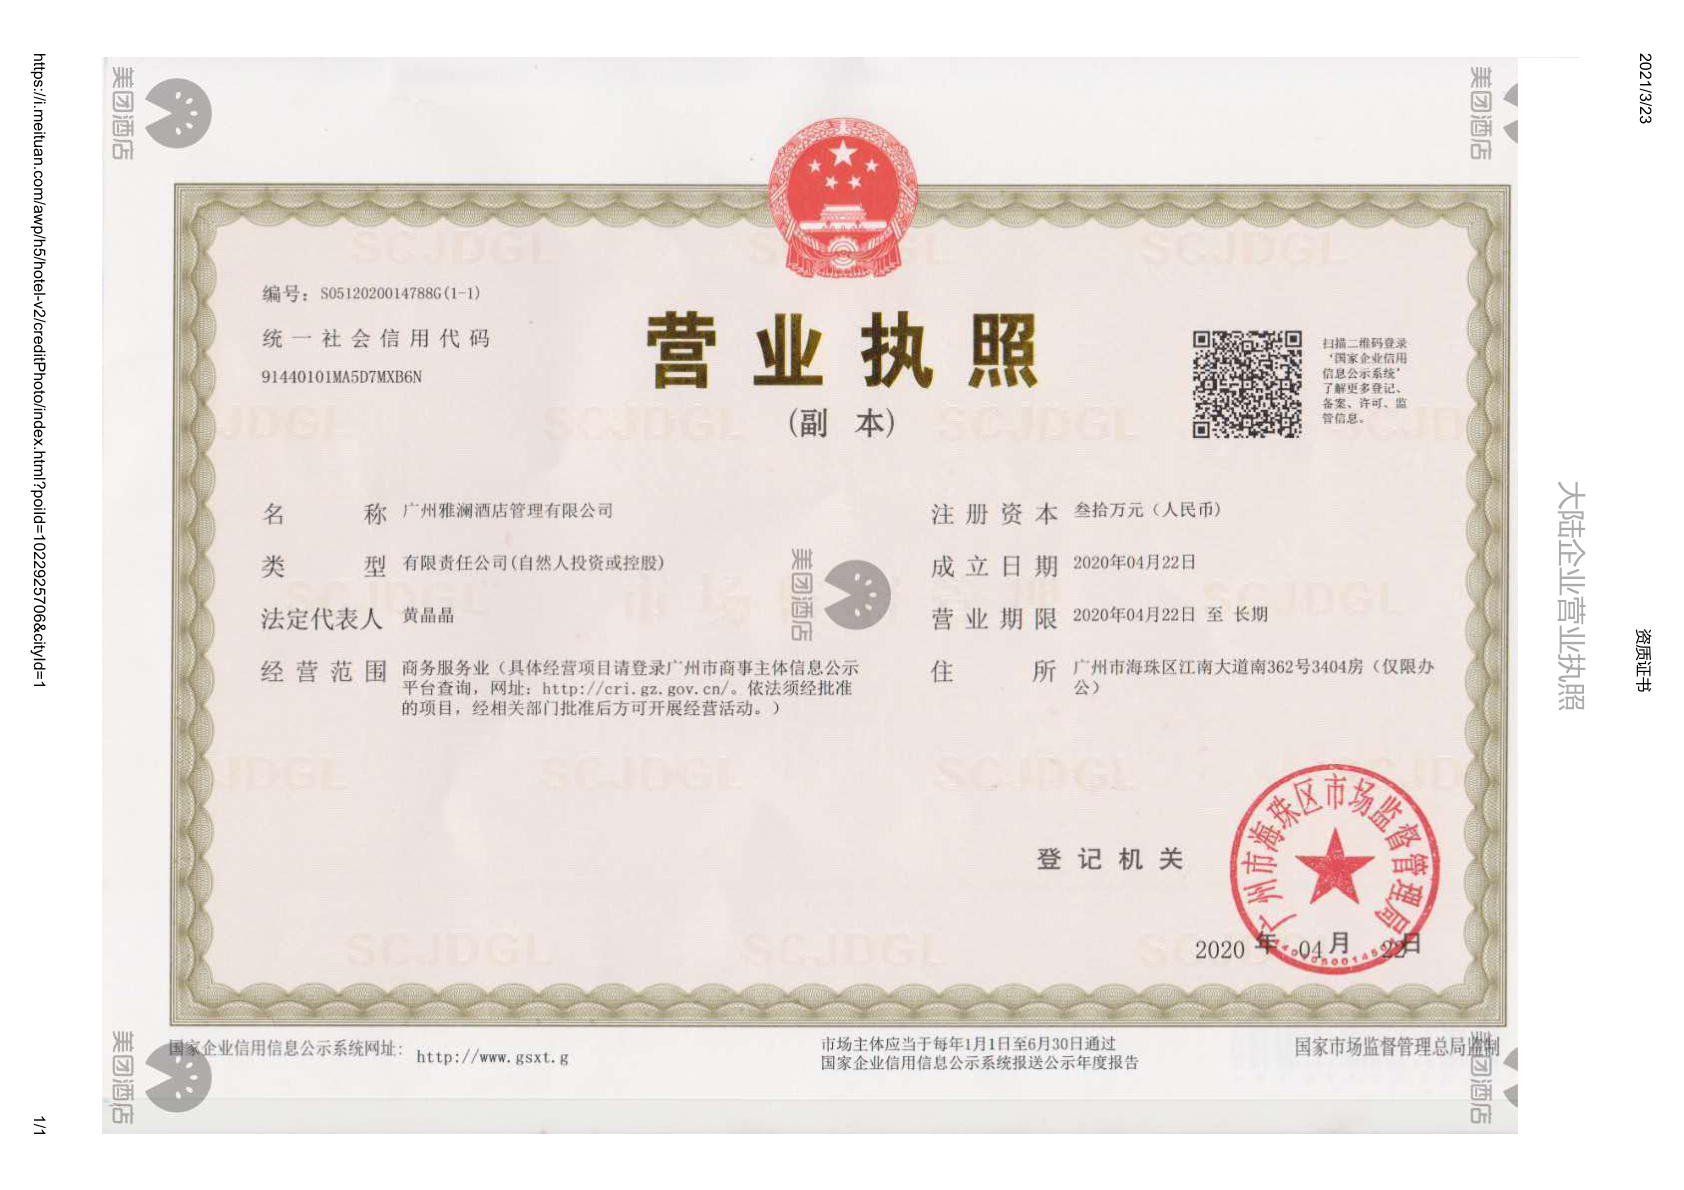 2021/3/23
资质证书
大陆企业营业执照
美团酒店
美团酒店
编号：S0512020014788G(1-1)
统一社会信用代码
91440101MA5D7MXB6N
营业执照
(副 本)
扫描二维码登录
‘国家企业信用
信息公示系统’
了解更多登记、
备案、许可、监
管信息。
名 称 广州雅澜酒店管理有限公司
类 型 有限责任公司(自然人投资或控股)
法定代表人 黄晶晶
经营范围 商务服务业（具体经营项目请登录广州市商事主体信息公示
平台查询，网址：http://cri.gz.gov.cn/。依法须经批准
的项目，经相关部门批准后方可开展经营活动。）
注册资本 叁拾万元（人民币）
成立日期 2020年04月22日
营业期限 2020年04月22日 至 长期
住 所 广州市海珠区江南大道南362号3404房（仅限办
公）
美团酒店
登记机关
广州市海珠区市场监督管理局
2020 年 04 月 22日
国家企业信用信息公示系统网址：http://www.gsxt.g
市场主体应当于每年1月1日至6月30日通过
国家企业信用信息公示系统报送公示年度报告
国家市场监督管理总局监制
美团酒店
美团酒店
https://i.meituan.com/awp/h5/hotel-v2/creditPhoto/index.html?poiId=1022925706&cityId=1
1/1